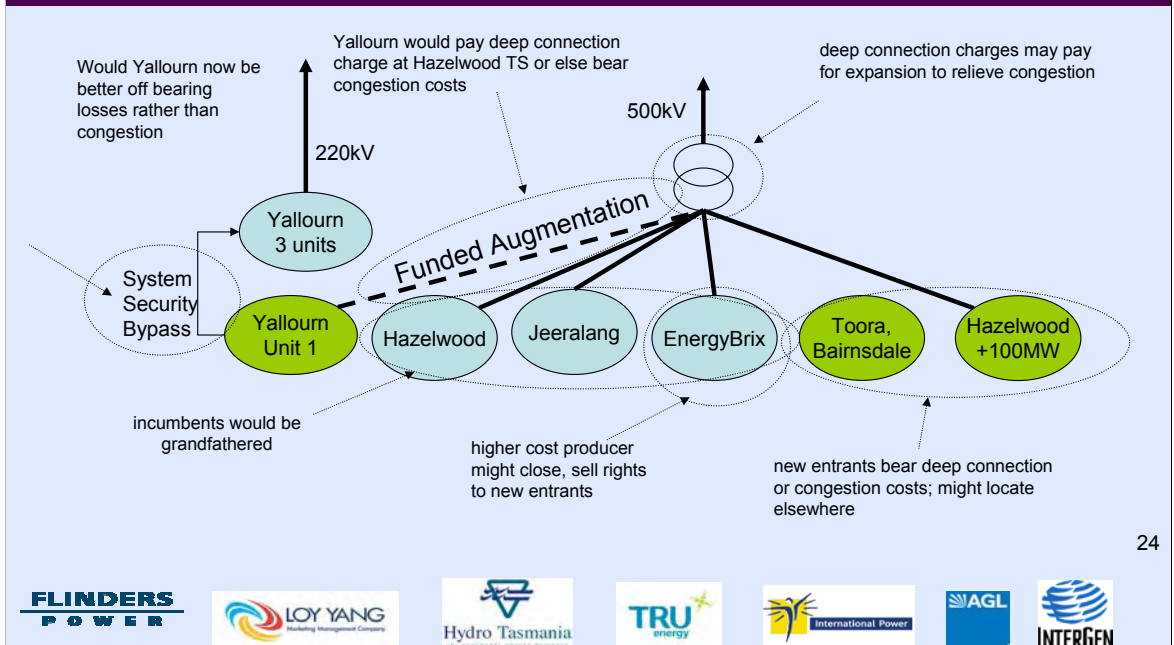 Would Yallourn now be
better off bearing
losses rather than
congestion
Yallourn would pay deep connection
charge at Hazelwood TS or else bear
congestion costs
deep connection charges may pay
for expansion to relieve congestion
500kV
220kV
Yallourn
3 units
Funded Augmentation
System
Security
Bypass
Yallourn
Unit 1
Hazelwood
Jeeralang
EnergyBrix
Toora,
Bairnsdale
Hazelwood
+100MW
incumbents would be
grandfathered
higher cost producer
might close, sell rights
to new entrants
new entrants bear deep connection
or congestion costs; might locate
elsewhere
24
FLINDERS
POWER
LOY YANG
Marketing Management Company
Hydro Tasmania
TRU
energy
International Power
AGL
INTERGEN